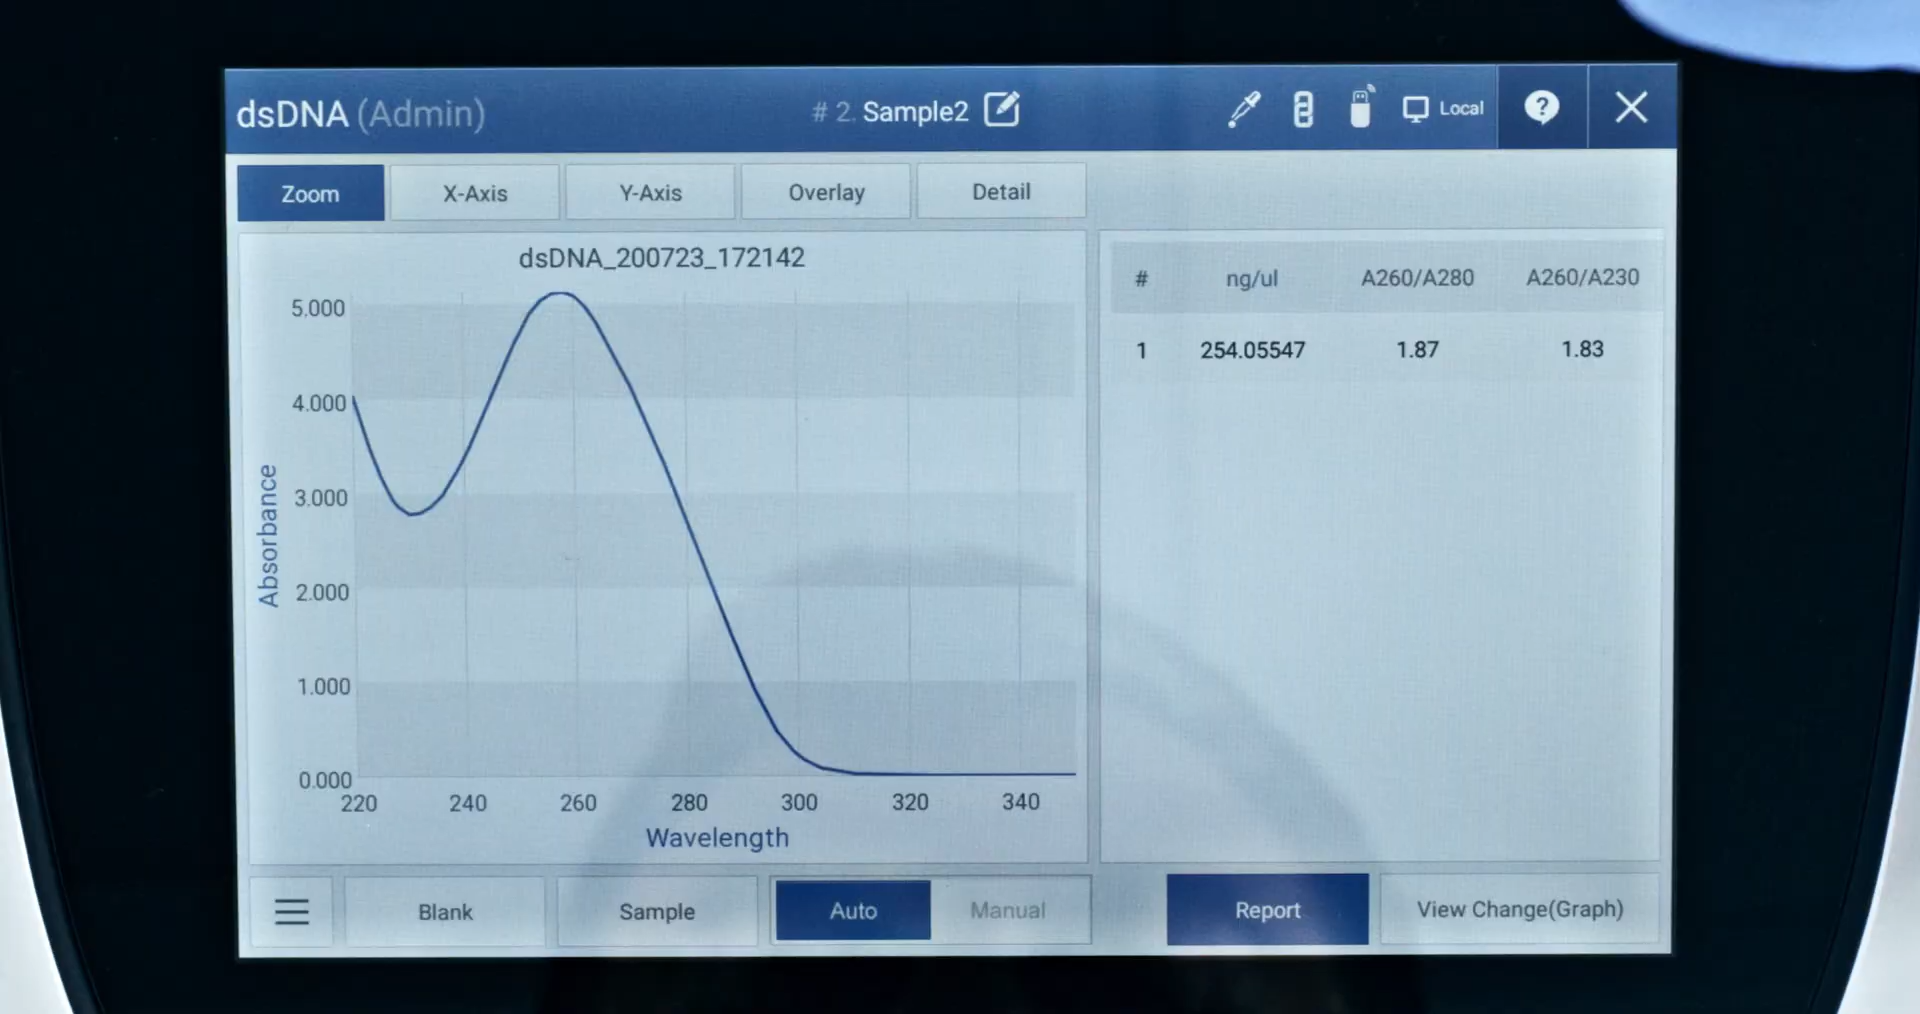 dsDNA (Admin)
# 2. Sample2
Local
?
Zoom
X-Axis
Y-Axis
Overlay
Detail
dsDNA_200723_172142
5.000
4.000
3.000
2.000
1.000
0.000
Absorbance
220 240 260 280 300 320 340
Wavelength
# ng/ul A260/A280 A260/A230
1 254.05547 1.87 1.83
Blank
Sample
Auto
Manual
Report
View Change(Graph)